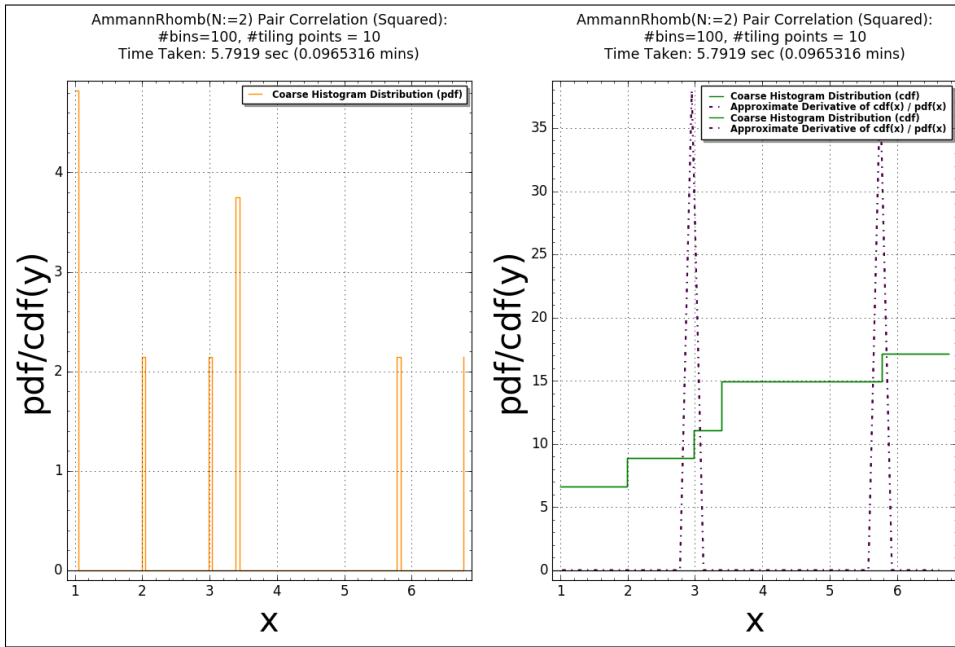 AmmannRhomb(N:=2) Pair Correlation (Squared):
#bins=100, #tiling points = 10
Time Taken: 5.7919 sec (0.0965316 mins)
Coarse Histogram Distribution (pdf)
pdf/cdf(y)
4
3
2
1
0
1 2 3 4 5 6
x
AmmannRhomb(N:=2) Pair Correlation (Squared):
#bins=100, #tiling points = 10
Time Taken: 5.7919 sec (0.0965316 mins)
Coarse Histogram Distribution (cdf)
Approximate Derivative of cdf(x) / pdf(x)
Coarse Histogram Distribution (cdf)
Approximate Derivative of cdf(x) / pdf(x)
pdf/cdf(y)
35
30
25
20
15
10
5
0
1 2 3 4 5 6
x